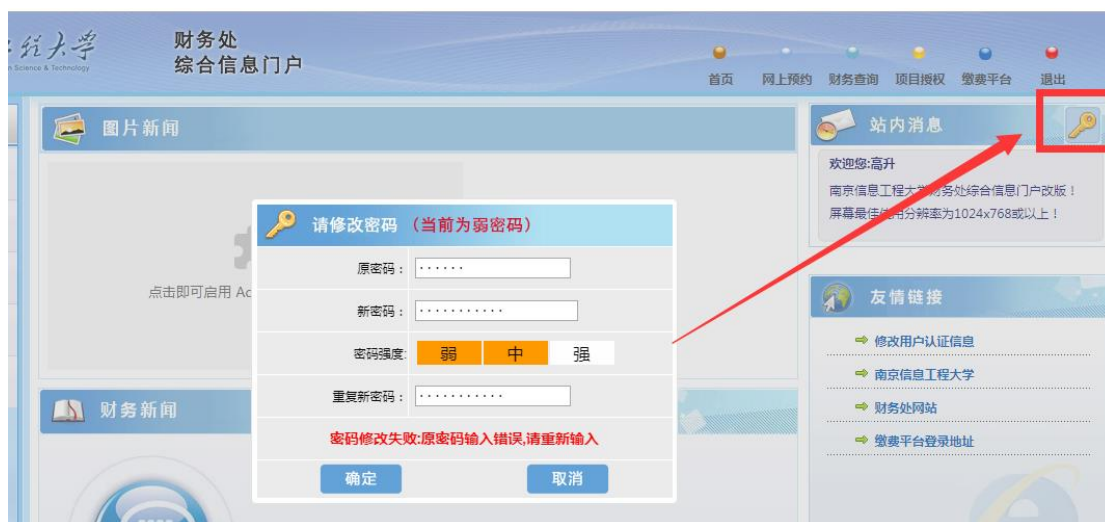 大学
Science & Technology
财务处
综合信息门户
首页 网上预约 财务查询 项目授权 缴费平台 退出
图片新闻
点击即可启用 Ac
财务新闻
请修改密码 (当前为弱密码)
原密码: ······
新密码: ···········
密码强度: 弱 中 强
重复新密码: ···········
密码修改失败:原密码输入错误,请重新输入
确定 取消
站内消息
欢迎您:高升
南京信息工程大学财务处综合信息门户改版！
屏幕最佳使用分辨率为1024x768或以上！
友情链接
修改用户认证信息
南京信息工程大学
财务处网站
缴费平台登录地址